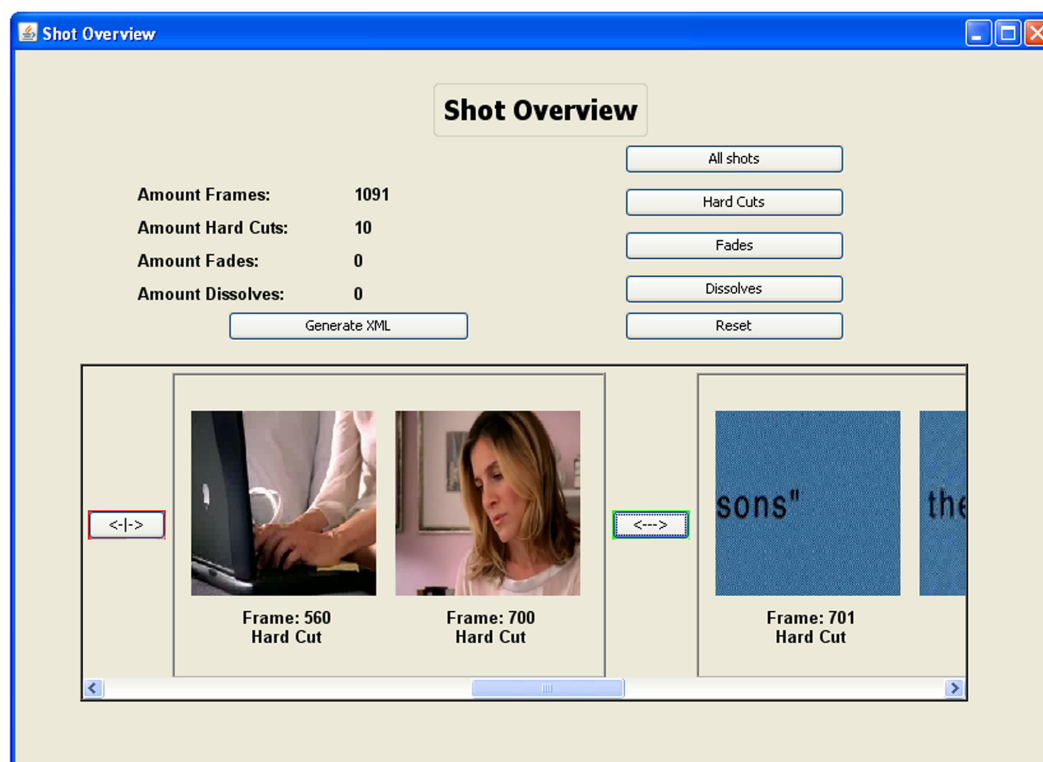 Shot Overview
Shot Overview
All shots
Amount Frames: 1091
Hard Cuts
Amount Hard Cuts: 10
Fades
Amount Fades: 0
Dissolves
Amount Dissolves: 0
Generate XML
Reset
<-|->
<--->
sons"
the
Frame: 560
Hard Cut
Frame: 700
Hard Cut
Frame: 701
Hard Cut